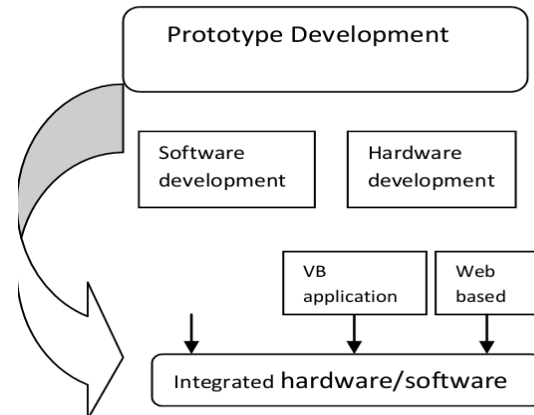 Prototype Development
Software
development
Hardware
development
VB
application
Web
based
Integrated hardware/software